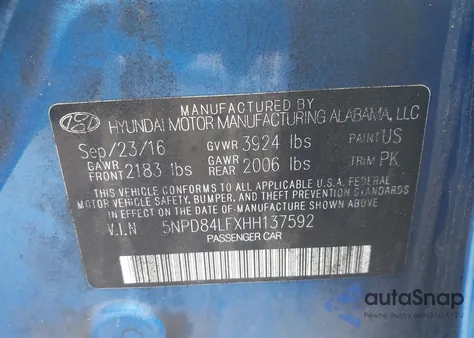 MANUFACTURED BY
HYUNDAI MOTOR MANUFACTURING ALABAMA, LLC
Sep/23/16 GVWR 3924 lbs PAINT US
GAWR FRONT 2183 lbs GAWR REAR 2006 lbs TRIM PK
THIS VEHICLE CONFORMS TO ALL APPLICABLE U.S.A. FEDERAL
MOTOR VEHICLE SAFETY, BUMPER, AND THEFT PREVENTION STANDARDS
IN EFFECT ON THE DATE OF MANUFACTURE SHOWN ABOVE.
V.I.N 5NPD84LFXHH137592
PASSENGER CAR
autoSnap